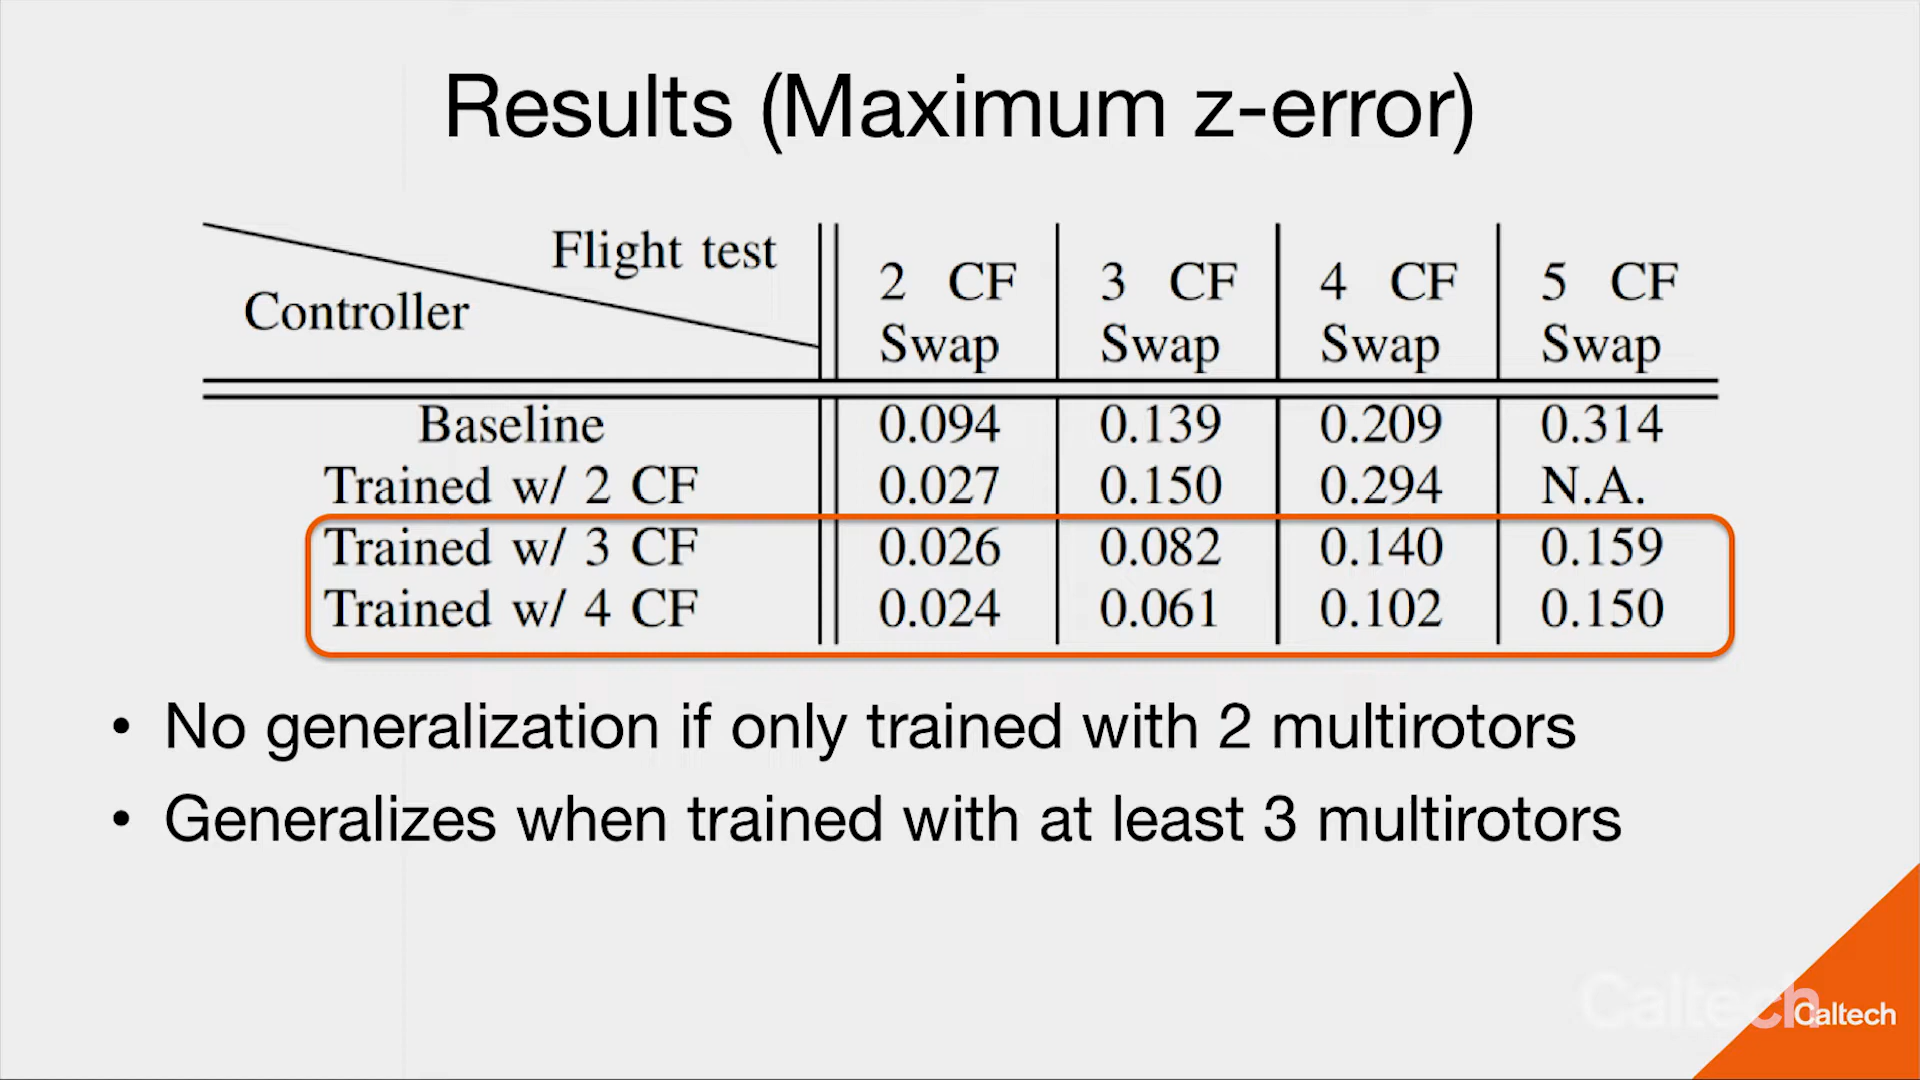 Results (Maximum z-error)
Flight test
Controller
2 CF Swap
3 CF Swap
4 CF Swap
5 CF Swap
Baseline 0.094 0.139 0.209 0.314
Trained w/ 2 CF 0.027 0.150 0.294 N.A.
Trained w/ 3 CF 0.026 0.082 0.140 0.159
Trained w/ 4 CF 0.024 0.061 0.102 0.150
• No generalization if only trained with 2 multirotors
• Generalizes when trained with at least 3 multirotors
Caltech
Caltech